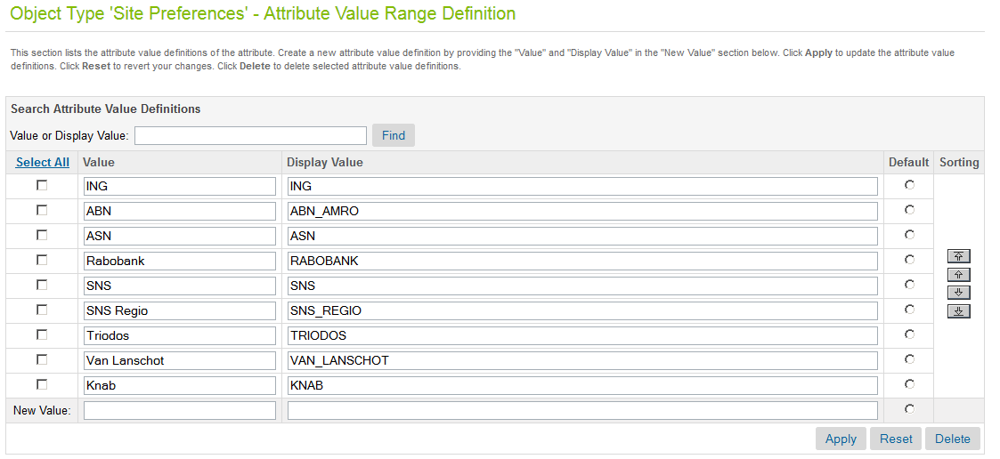 Object Type 'Site Preferences' - Attribute Value Range Definition
This section lists the attribute value definitions of the attribute. Create a new attribute value definition by providing the "Value" and "Display Value" in the "New Value" section below. Click Apply to update the attribute value
definitions. Click Reset to revert your changes. Click Delete to delete selected attribute value definitions.
Search Attribute Value Definitions
Value or Display Value: Find
Select All Value Display Value Default Sorting
ING ING
ABN ABN_AMRO
ASN ASN
Rabobank RABOBANK
SNS SNS
SNS Regio SNS_REGIO
Triodos TRIODOS
Van Lanschot VAN_LANSCHOT
Knab KNAB
New Value:
Apply Reset Delete